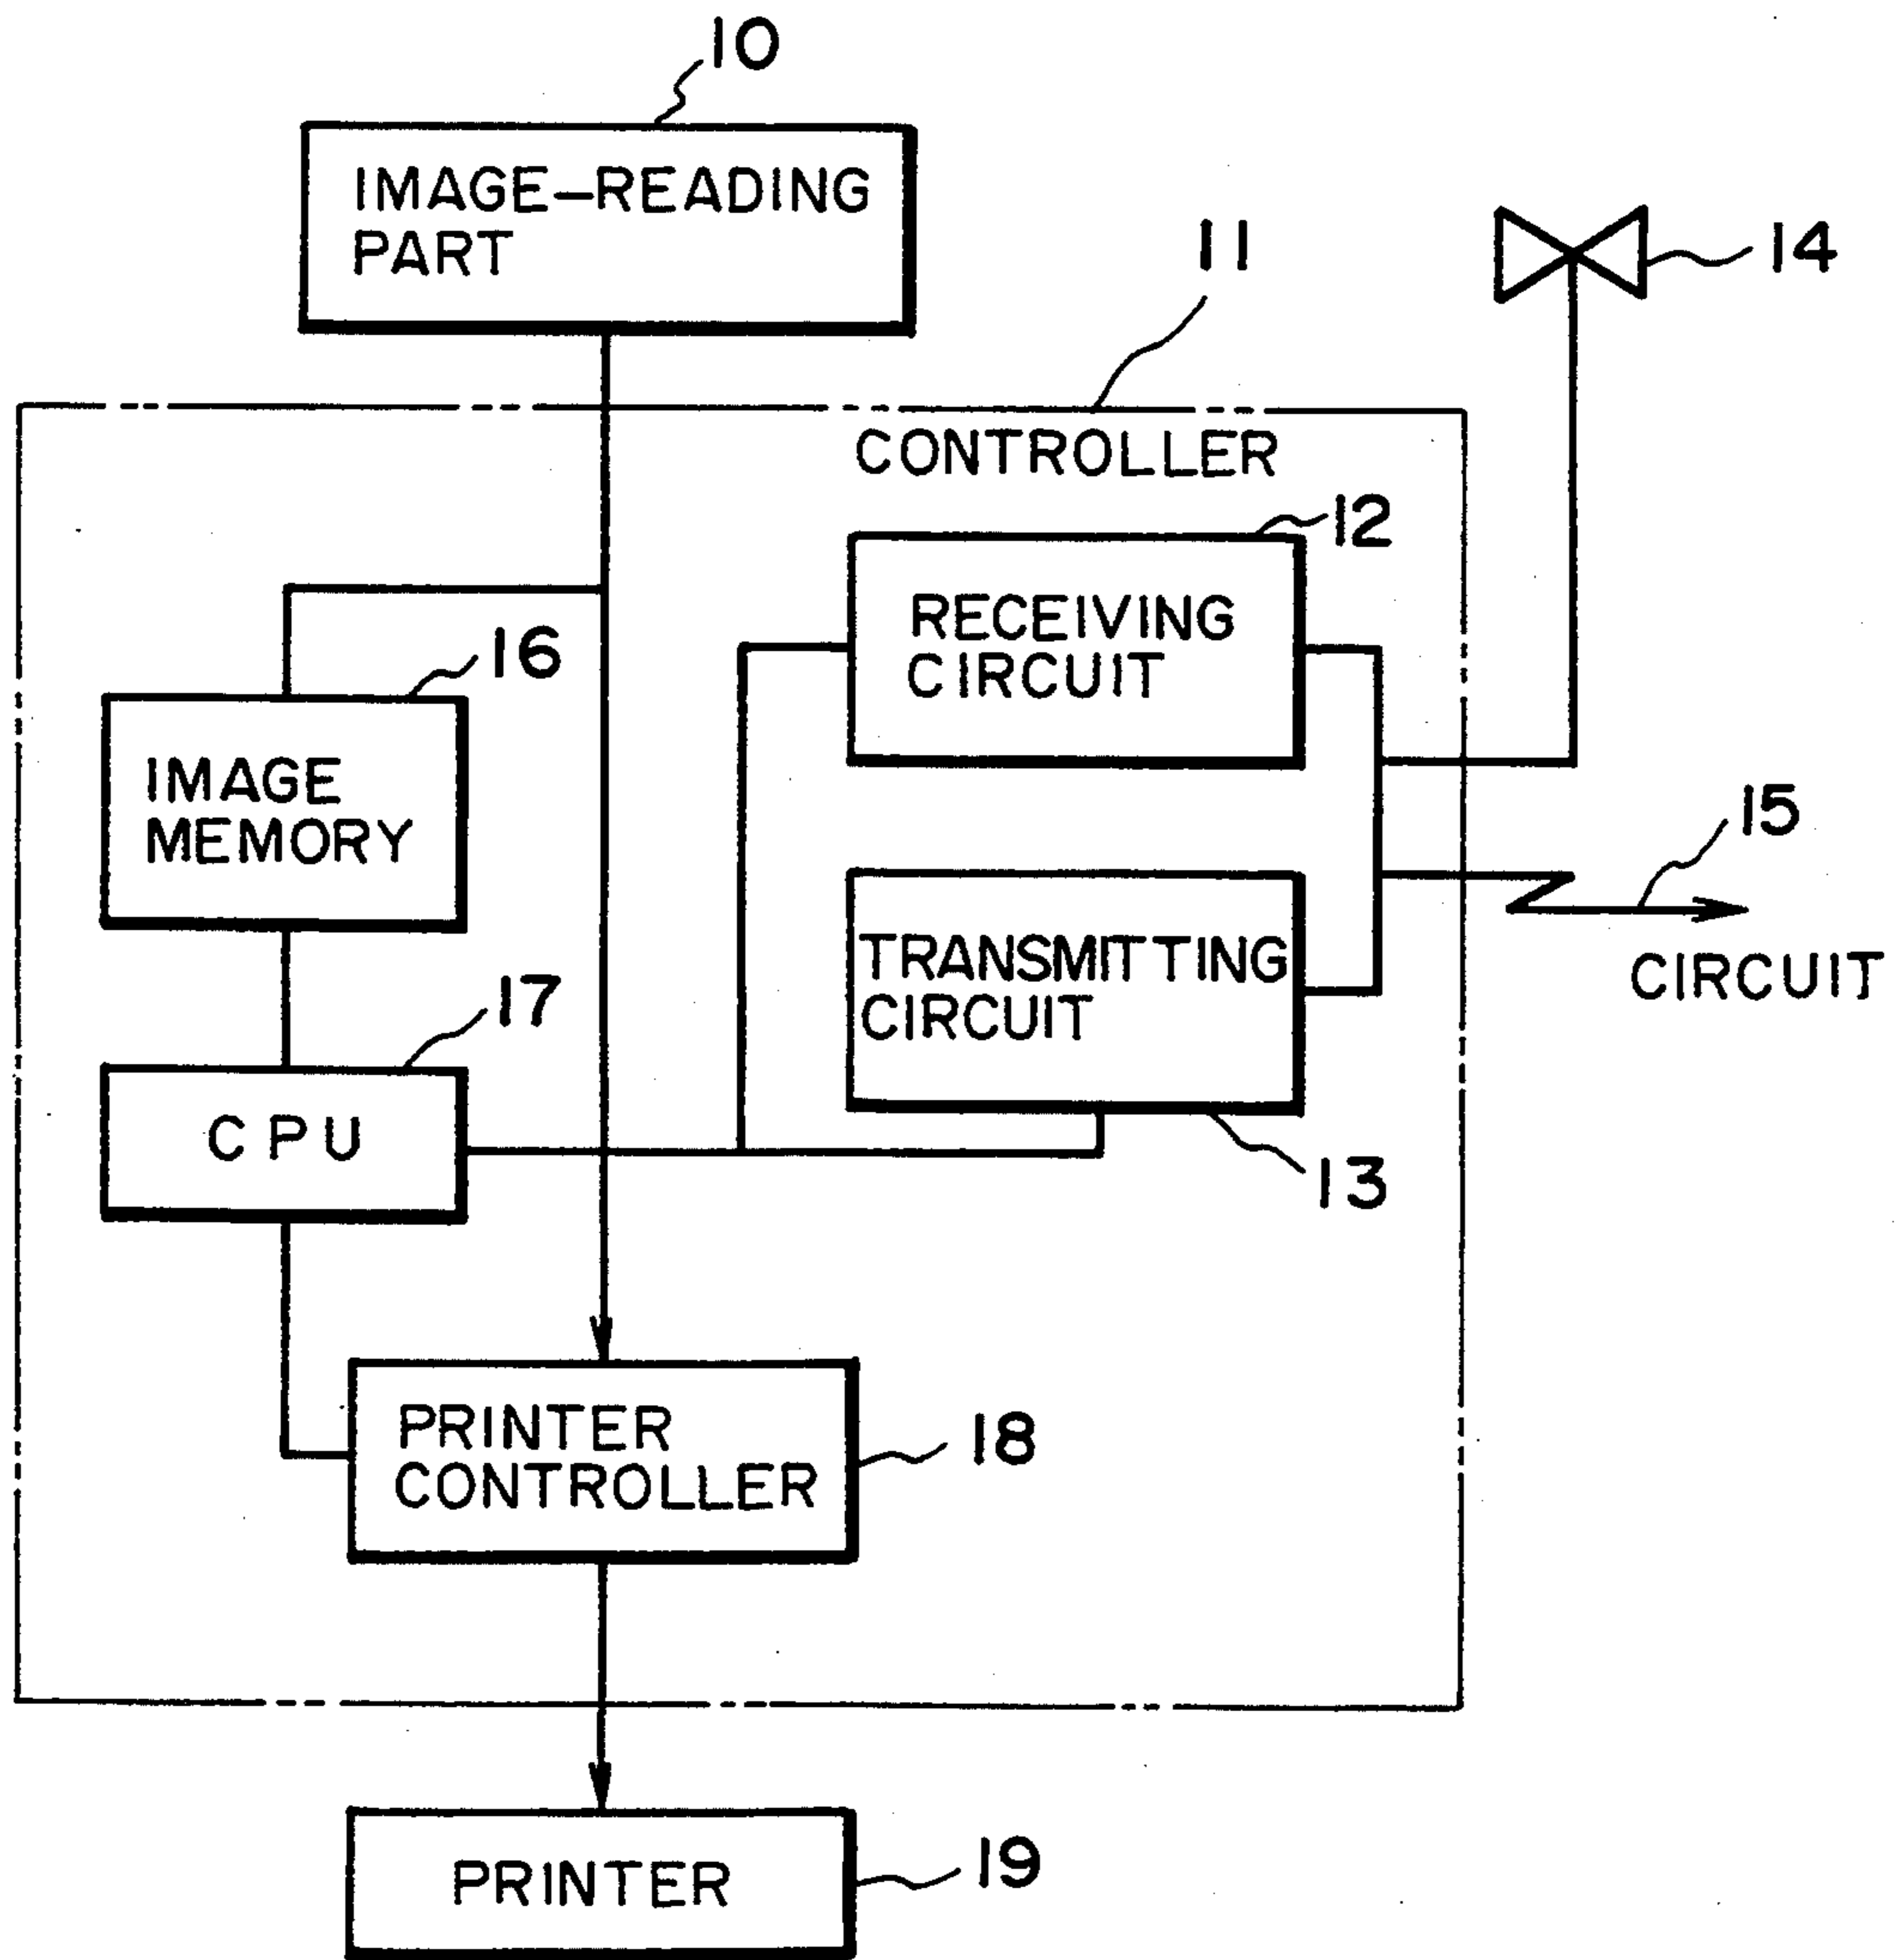 10
IMAGE-READING
PART
11
14
CONTROLLER
12
RECEIVING
CIRCUIT
16
IMAGE
MEMORY
15
TRANSMITTING
CIRCUIT
CIRCUIT
17
CPU
13
PRINTER
CONTROLLER
18
PRINTER
19